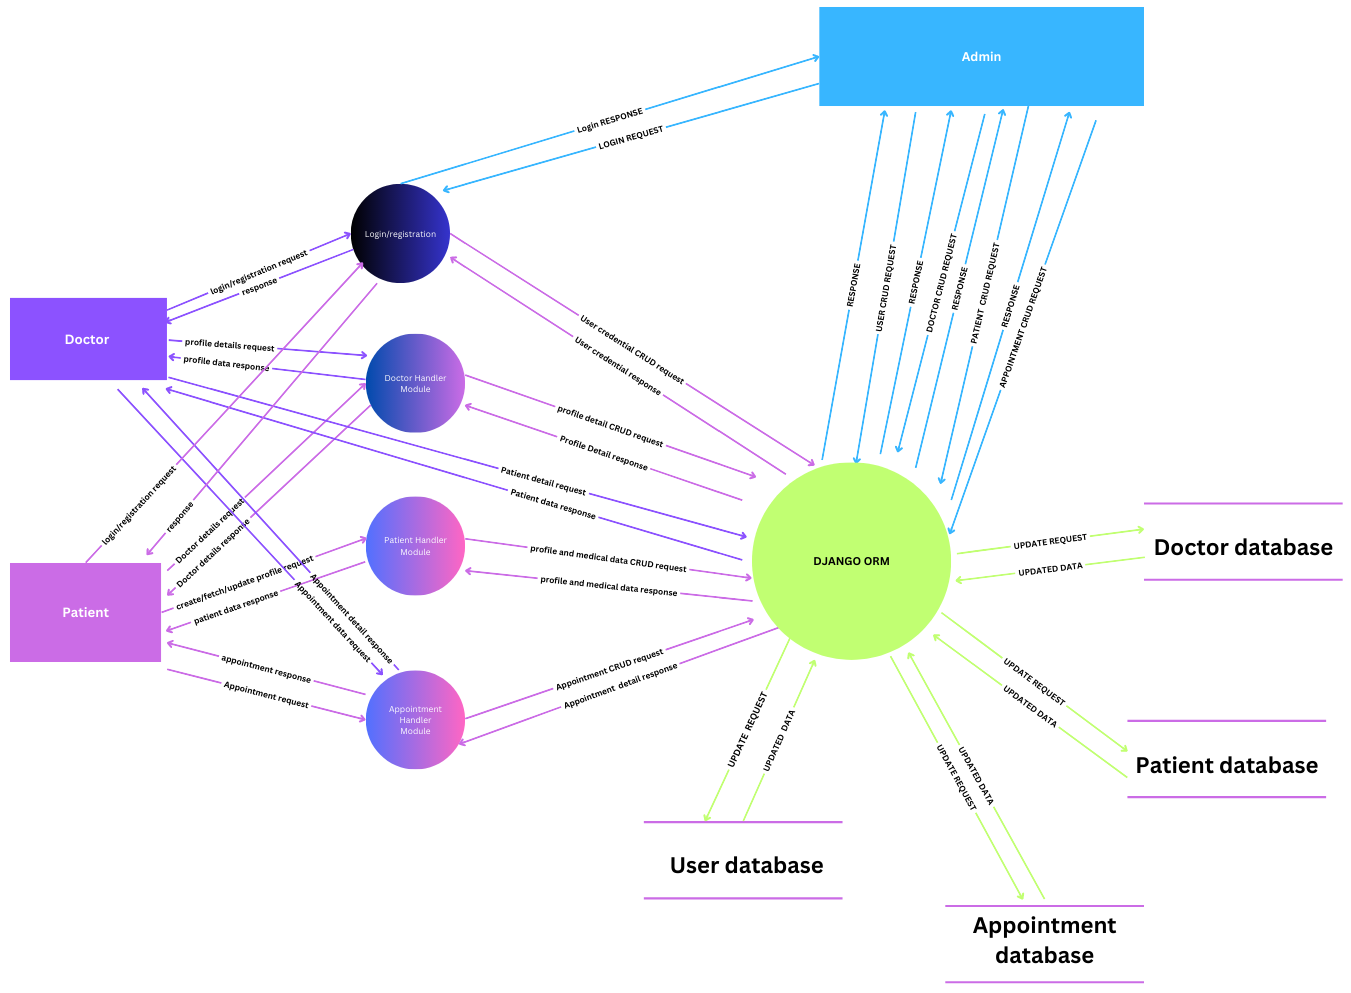 Admin
Login RESPONSE
LOGIN REQUEST
Login/registration
login/registration request
response
Doctor
profile details request
profile data response
Doctor Handler
Module
User credential CRUD request
User credential response
RESPONSE
USER CRUD REQUEST
RESPONSE
DOCTOR CRUD REQUEST
RESPONSE
PATIENT CRUD REQUEST
RESPONSE
APPOINTMENT CRUD REQUEST
profile detail CRUD request
Profile Detail response
Patient detail request
Patient data response
login/registration request
response
Doctor details request
Doctor details response
Patient Handler
Module
profile and medical data CRUD request
profile and medical data response
DJANGO ORM
UPDATE REQUEST
UPDATED DATA
Doctor database
Patient
create/fetch/update profile request
patient data response
Appointment detail response
Appointment data request
appointment response
Appointment request
Appointment
Handler
Module
Appointment CRUD request
Appointment detail response
UPDATE REQUEST
UPDATED DATA
Patient database
UPDATE REQUEST
UPDATED DATA
UPDATED DATA
UPDATE REQUEST
User database
Appointment
database